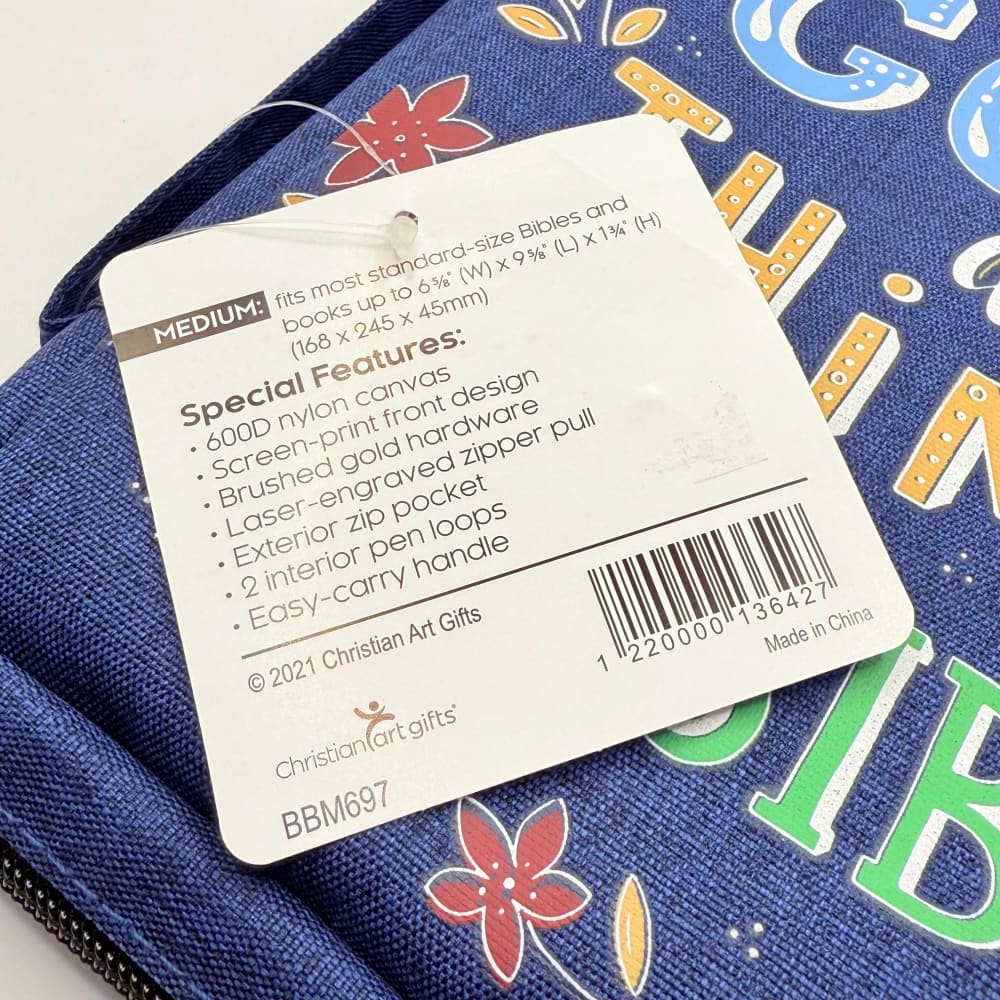 GO
THIN
MEDIUM: fits most standard-size Bibles and
books up to 6⅝" (W) x 9⅝" (L) x 1¾" (H)
(168 x 245 x 45mm)
Special Features:
• 600D nylon canvas
• Screen-print front design
• Brushed gold hardware
• Laser-engraved zipper pull
• Exterior zip pocket
• 2 interior pen loops
• Easy-carry handle
© 2021 Christian Art Gifts
1 220000 136427
Made in China
Christian art gifts®
BBM697
BIB